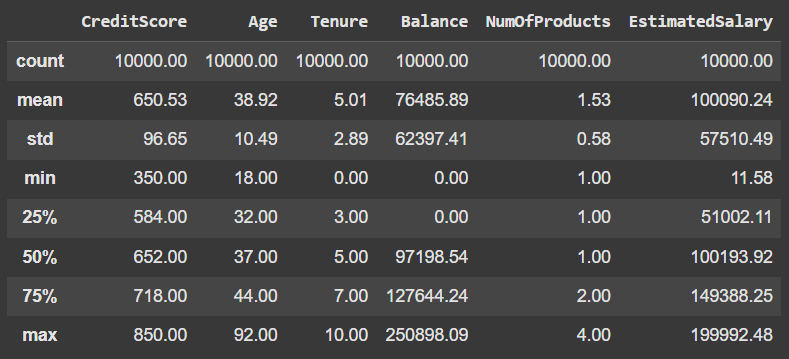 CreditScore Age Tenure Balance NumOfProducts EstimatedSalary
count 10000.00 10000.00 10000.00 10000.00 10000.00 10000.00
mean 650.53 38.92 5.01 76485.89 1.53 100090.24
std 96.65 10.49 2.89 62397.41 0.58 57510.49
min 350.00 18.00 0.00 0.00 1.00 11.58
25% 584.00 32.00 3.00 0.00 1.00 51002.11
50% 652.00 37.00 5.00 97198.54 1.00 100193.92
75% 718.00 44.00 7.00 127644.24 2.00 149388.25
max 850.00 92.00 10.00 250898.09 4.00 199992.48